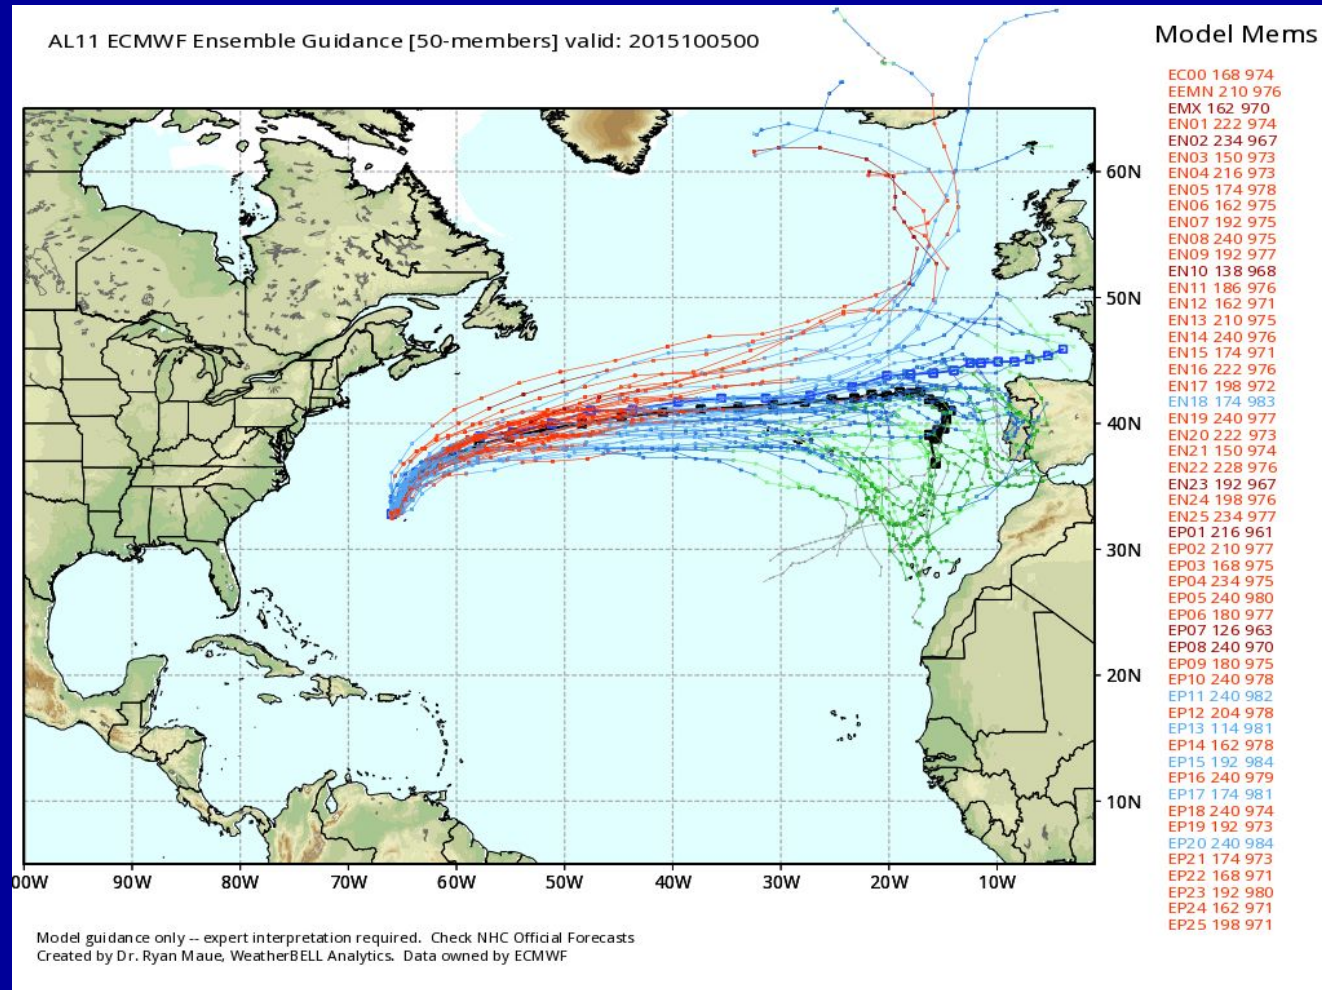 AL11 ECMWF Ensemble Guidance [50-members] valid: 2015100500
Model Mems
EC00 168 974
EEMN 210 976
EMX 162 970
EN01 222 974
EN02 234 967
EN03 150 973
EN04 216 973
EN05 174 978
EN06 162 975
EN07 192 975
EN08 240 975
EN09 192 977
EN10 138 968
EN11 186 976
EN12 162 971
EN13 210 975
EN14 240 976
EN15 174 971
EN16 222 976
EN17 198 972
EN18 174 983
EN19 240 977
EN20 222 973
EN21 150 974
EN22 228 976
EN23 192 967
EN24 198 976
EN25 234 977
EP01 216 961
EP02 210 977
EP03 168 975
EP04 234 975
EP05 240 980
EP06 180 977
EP07 126 963
EP08 240 970
EP09 180 975
EP10 240 978
EP11 240 982
EP12 204 978
EP13 114 981
EP14 162 978
EP15 192 984
EP16 240 979
EP17 174 981
EP18 240 974
EP19 192 973
EP20 240 984
EP21 174 973
EP22 168 971
EP23 192 980
EP24 162 971
EP25 198 971
60N
50N
40N
30N
20N
10N
00W 90W 80W 70W 60W 50W 40W 30W 20W 10W
Model guidance only -- expert interpretation required. Check NHC Official Forecasts
Created by Dr. Ryan Maue, WeatherBELL Analytics. Data owned by ECMWF